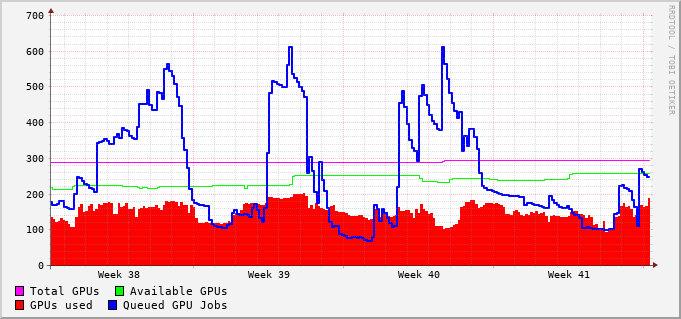 700
600
500
400
300
200
100
0
Week 38 Week 39 Week 40 Week 41
Total GPUs Available GPUs
GPUs used Queued GPU Jobs
RRDTOOL / TOBI OETIKER